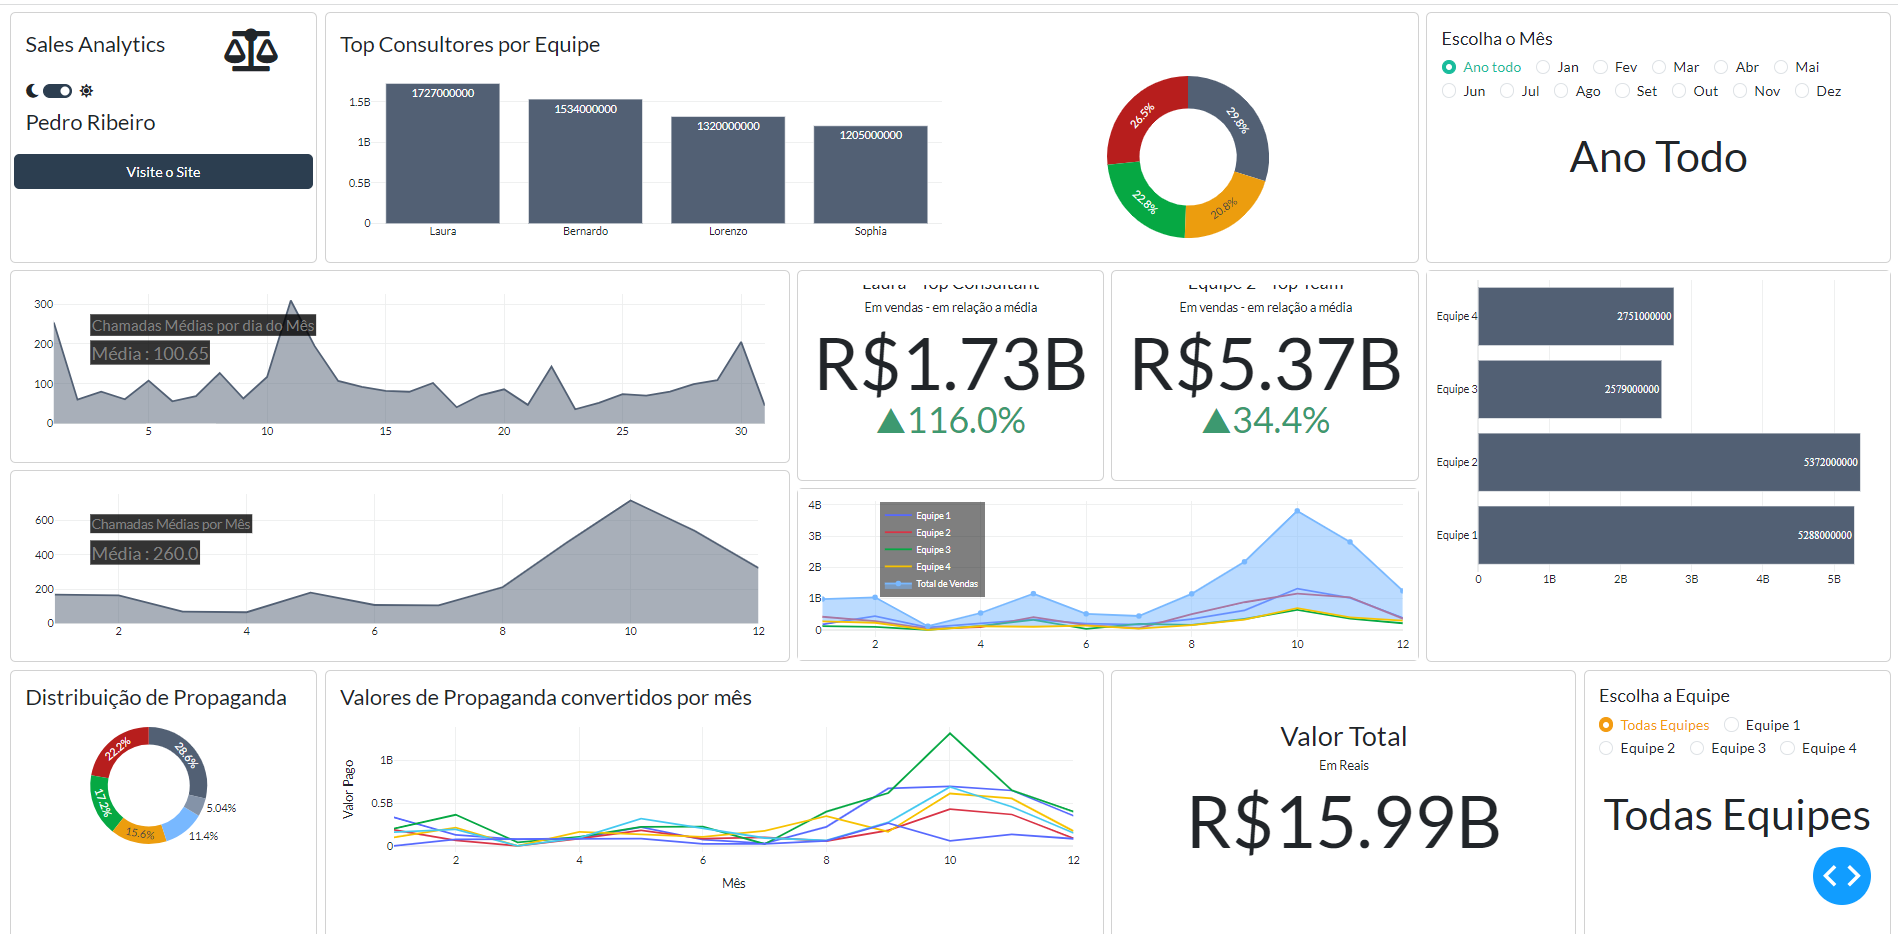 Sales Analytics
Pedro Ribeiro
Visite o Site
Top Consultores por Equipe
1.5B
1B
0.5B
0
1727000000
1534000000
1320000000
1205000000
Laura
Bernardo
Lorenzo
Sophia
29.8%
26.5%
22.8%
20.8%
Escolha o Mês
Ano todo Jan Fev Mar Abr Mai
Jun Jul Ago Set Out Nov Dez
Ano Todo
300
200
100
0
Chamadas Médias por dia do Mês
Média : 100.65
5 10 15 20 25 30
Laura - Top Consultant
Em vendas - em relação a média
R$1.73B
▲116.0%
Equipe 2 - Top Team
Em vendas - em relação a média
R$5.37B
▲34.4%
Equipe 4 2751000000
Equipe 3 2579000000
Equipe 2 5372000000
Equipe 1 5288000000
0 1B 2B 3B 4B 5B
600
400
200
0
Chamadas Médias por Mês
Média : 260.0
2 4 6 8 10 12
4B
3B
2B
1B
0
Equipe 1
Equipe 2
Equipe 3
Equipe 4
Total de Vendas
2 4 6 8 10 12
Distribuição de Propaganda
28.6%
22.2%
17.2%
15.6%
11.4%
5.04%
Valores de Propaganda convertidos por mês
Valor Pago
1B
0.5B
0
2 4 6 8 10 12
Mês
Valor Total
Em Reais
R$15.99B
Escolha a Equipe
Todas Equipes Equipe 1
Equipe 2 Equipe 3 Equipe 4
Todas Equipes